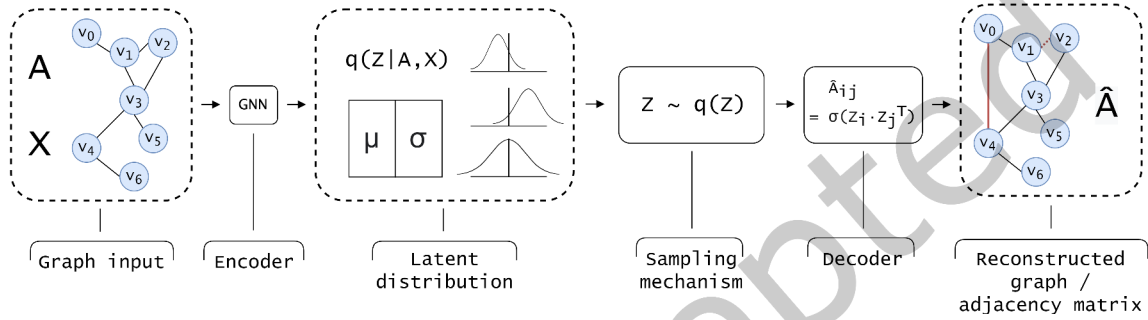 A
X
v0
v1
v2
v3
v4
v5
v6
GNN
q(Z|A,X)
μ σ
Z ~ q(Z)
Âij
= σ(Zi·ZjT)
v0
v1
v2
v3
v4
v5
v6
Â
Graph input
Encoder
Latent
distribution
Sampling
mechanism
Decoder
Reconstructed
graph /
adjacency matrix
pted